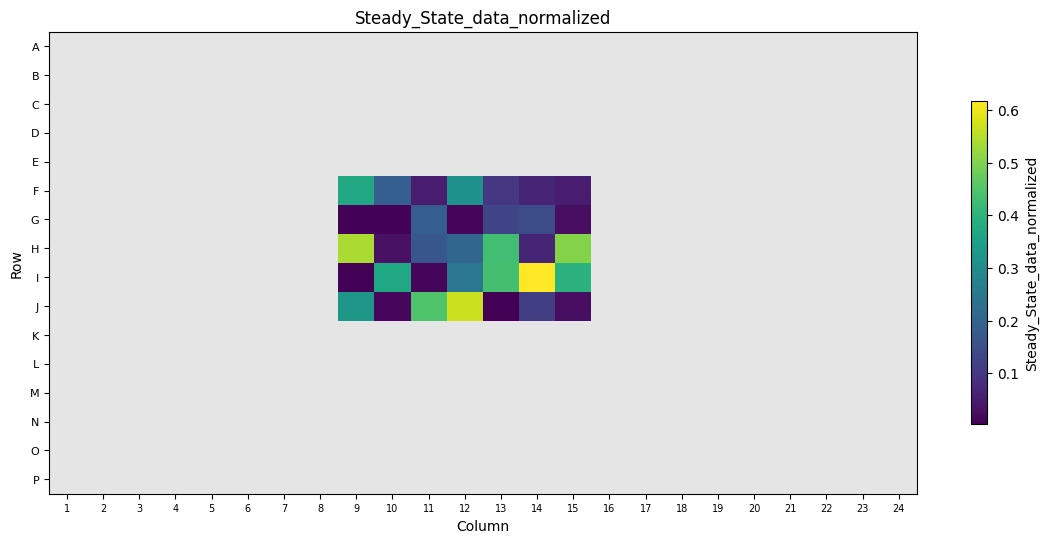 Steady_State_data_normalized
A
B
C
D
E
F
G
H
I
J
K
L
M
N
O
P
Row
1 2 3 4 5 6 7 8 9 10 11 12 13 14 15 16 17 18 19 20 21 22 23 24
Column
0.6
0.5
0.4
0.3
0.2
0.1
Steady_State_data_normalized